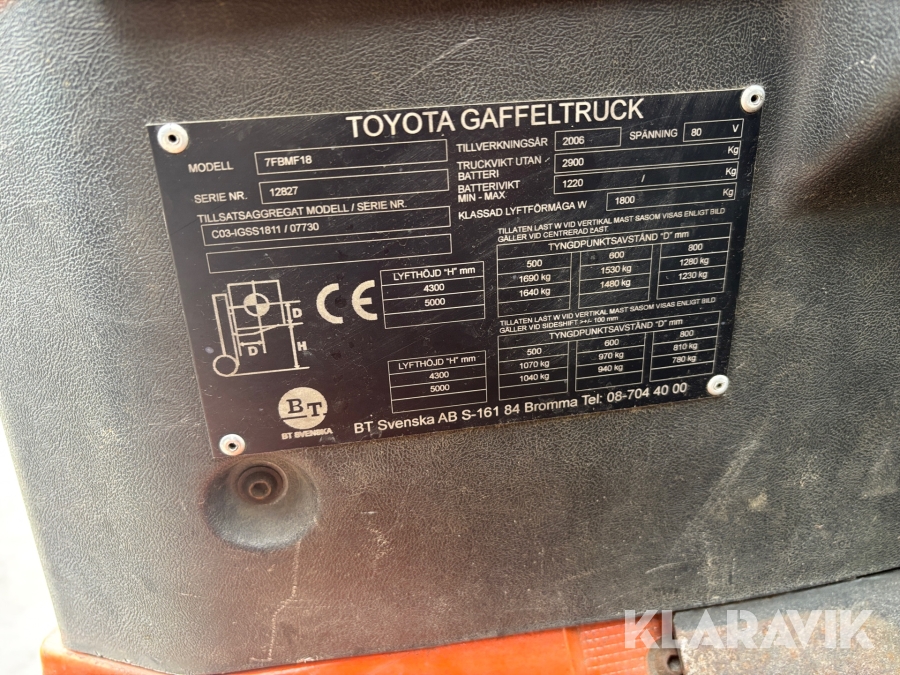 TOYOTA GAFFELTRUCK
MODELL 7FBMF18
SERIE NR. 12827
TILLSATSAGGREGAT MODELL / SERIE NR.
C03-IGSS1811 / 07730
TILLVERKNINGSÅR 2006 SPÄNNING 80 V
TRUCKVIKT UTAN BATTERI 2900 Kg
BATTERIVIKT MIN - MAX 1220 / Kg
KLASSAD LYFTFÖRMÅGA W 1800 Kg
TILLATEN LAST W VID VERTIKAL MAST SASOM VISAS ENLIGT BILD
GÄLLER VID CENTRERAD LAST.
LYFTHÖJD "H" mm
4300
5000
TYNGDPUNKTSAVSTÅND "D" mm
500 600 800
1690 kg 1530 kg 1280 kg
1640 kg 1480 kg 1230 kg
TILLATEN LAST W VID VERTIKAL MAST SASOM VISAS ENLIGT BILD
GÄLLER VID SIDESHIFT >+/- 100 mm
LYFTHÖJD "H" mm
4300
5000
TYNGDPUNKTSAVSTÅND "D" mm
500 600 800
1070 kg 970 kg 810 kg
1040 kg 940 kg 780 kg
D
D
H
CE
BT
BT SVENSKA
BT Svenska AB S-161 84 Bromma Tel: 08-704 40 00
KLARAVIK